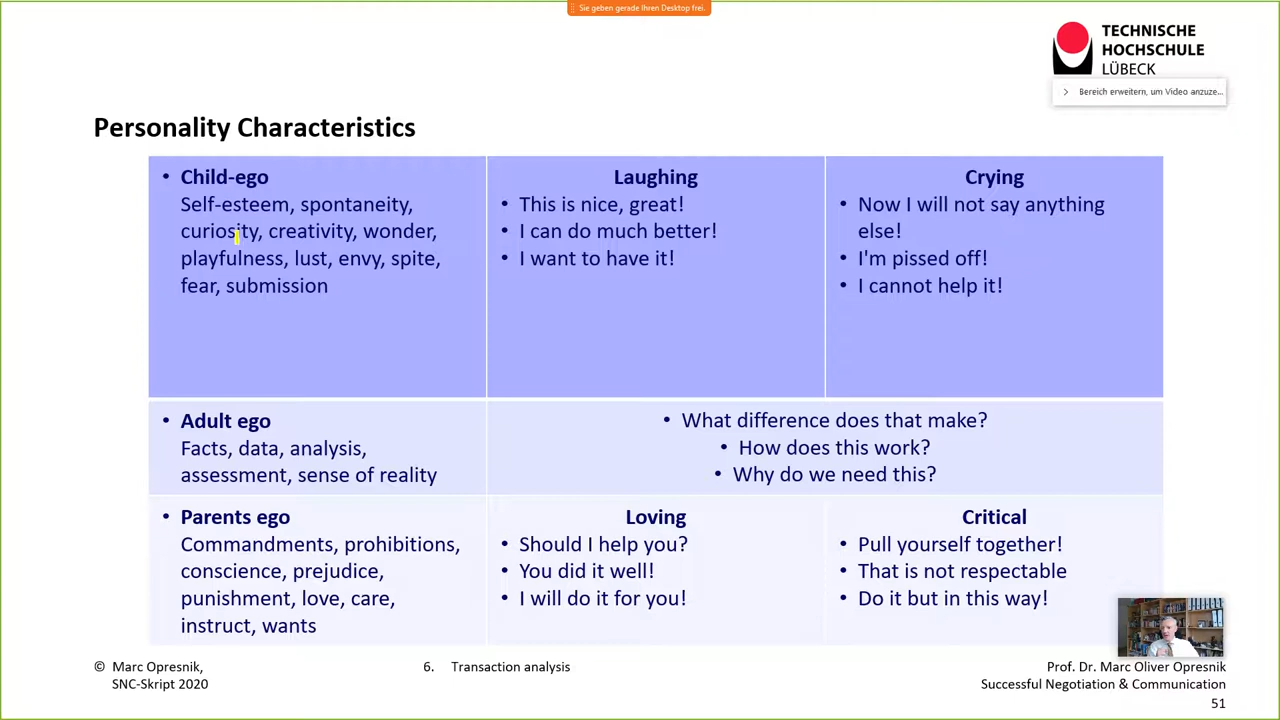 Sie geben gerade Ihren Desktop frei.
TECHNISCHE
HOCHSCHULE
LÜBECK
Bereich erweitern, um Video anzuze...
Personality Characteristics
• Child-ego
Self-esteem, spontaneity,
curiosity, creativity, wonder,
playfulness, lust, envy, spite,
fear, submission
Laughing
• This is nice, great!
• I can do much better!
• I want to have it!
Crying
• Now I will not say anything
else!
• I'm pissed off!
• I cannot help it!
• Adult ego
Facts, data, analysis,
assessment, sense of reality
• What difference does that make?
• How does this work?
• Why do we need this?
• Parents ego
Commandments, prohibitions,
conscience, prejudice,
punishment, love, care,
instruct, wants
Loving
• Should I help you?
• You did it well!
• I will do it for you!
Critical
• Pull yourself together!
• That is not respectable
• Do it but in this way!
© Marc Opresnik,
SNC-Skript 2020
6. Transaction analysis
Prof. Dr. Marc Oliver Opresnik
Successful Negotiation & Communication
51